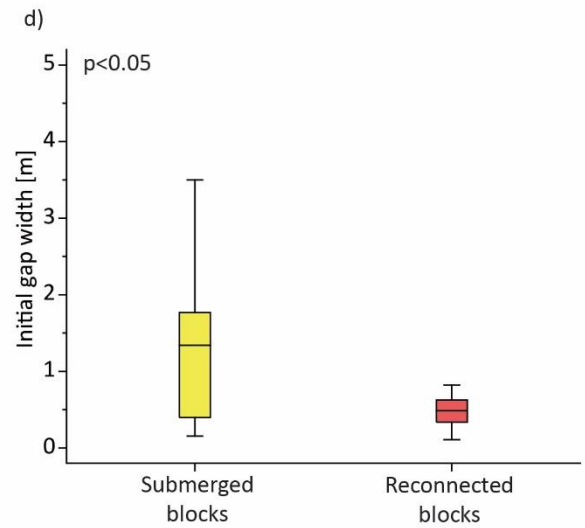 d)
p<0.05
Initial gap width [m]
5
4
3
2
1
0
Submerged
blocks
Reconnected
blocks